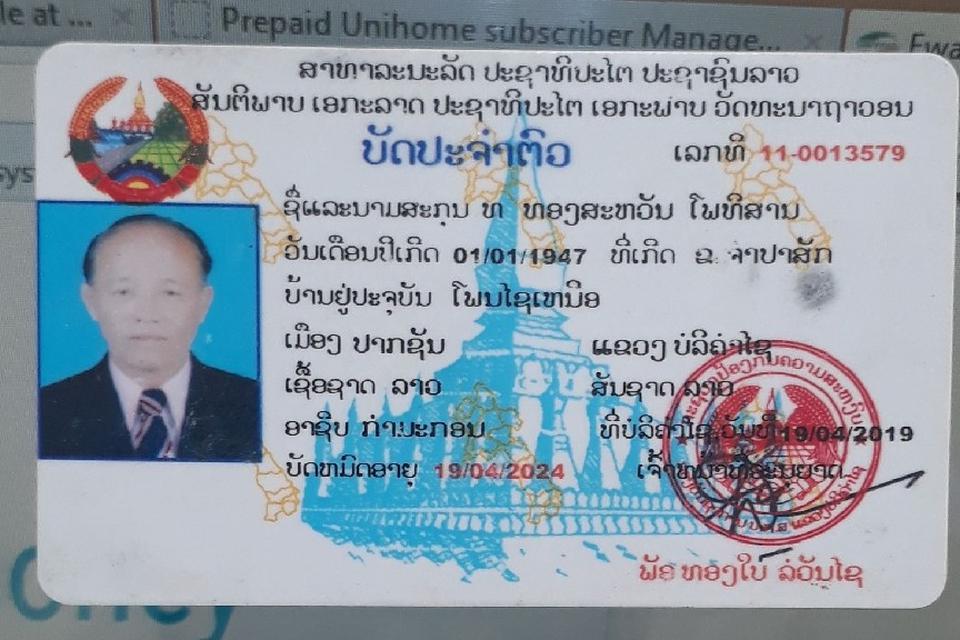 le at ...
Prepaid Unihome subscriber Manage...
Ewa
sys
ສາທາລະນະລັດ ປະຊາທິປະໄຕ ປະຊາຊົນລາວ
ສັນຕິພາບ ເອກະລາດ ປະຊາທິປະໄຕ ເອກະພາບ ວັດທະນາຖາວອນ
ບັດປະຈຳຕົວ
ເລກທີ 11-0013579
ຊື່ແລະນາມສະກຸນ ທ ທອງສະຫວັນ ໂພທິສານ
ວັນເດືອນປີເກີດ 01/01/1947 ທີ່ເກີດ ຂ. ຈຳປາສັກ
ບ້ານຢູ່ປະຈຸບັນ ໂພນໄຊເໜືອ
ເມືອງ ປາກຊັນ ແຂວງ ບໍລິຄຳໄຊ
ເຊື້ອຊາດ ລາວ ສັນຊາດ ລາວ
ອາຊີບ ກຳມະກອນ ທີ່ບໍລິຄຳໄຊ,ວັນທີ 19/04/2019
ບັດໝົດອາຍຸ 19/04/2024 ເຈົ້າໜ້າທີ່ອະນຸຍາດ
ພັອ ທອງໃບ ລໍວັນໄຊ